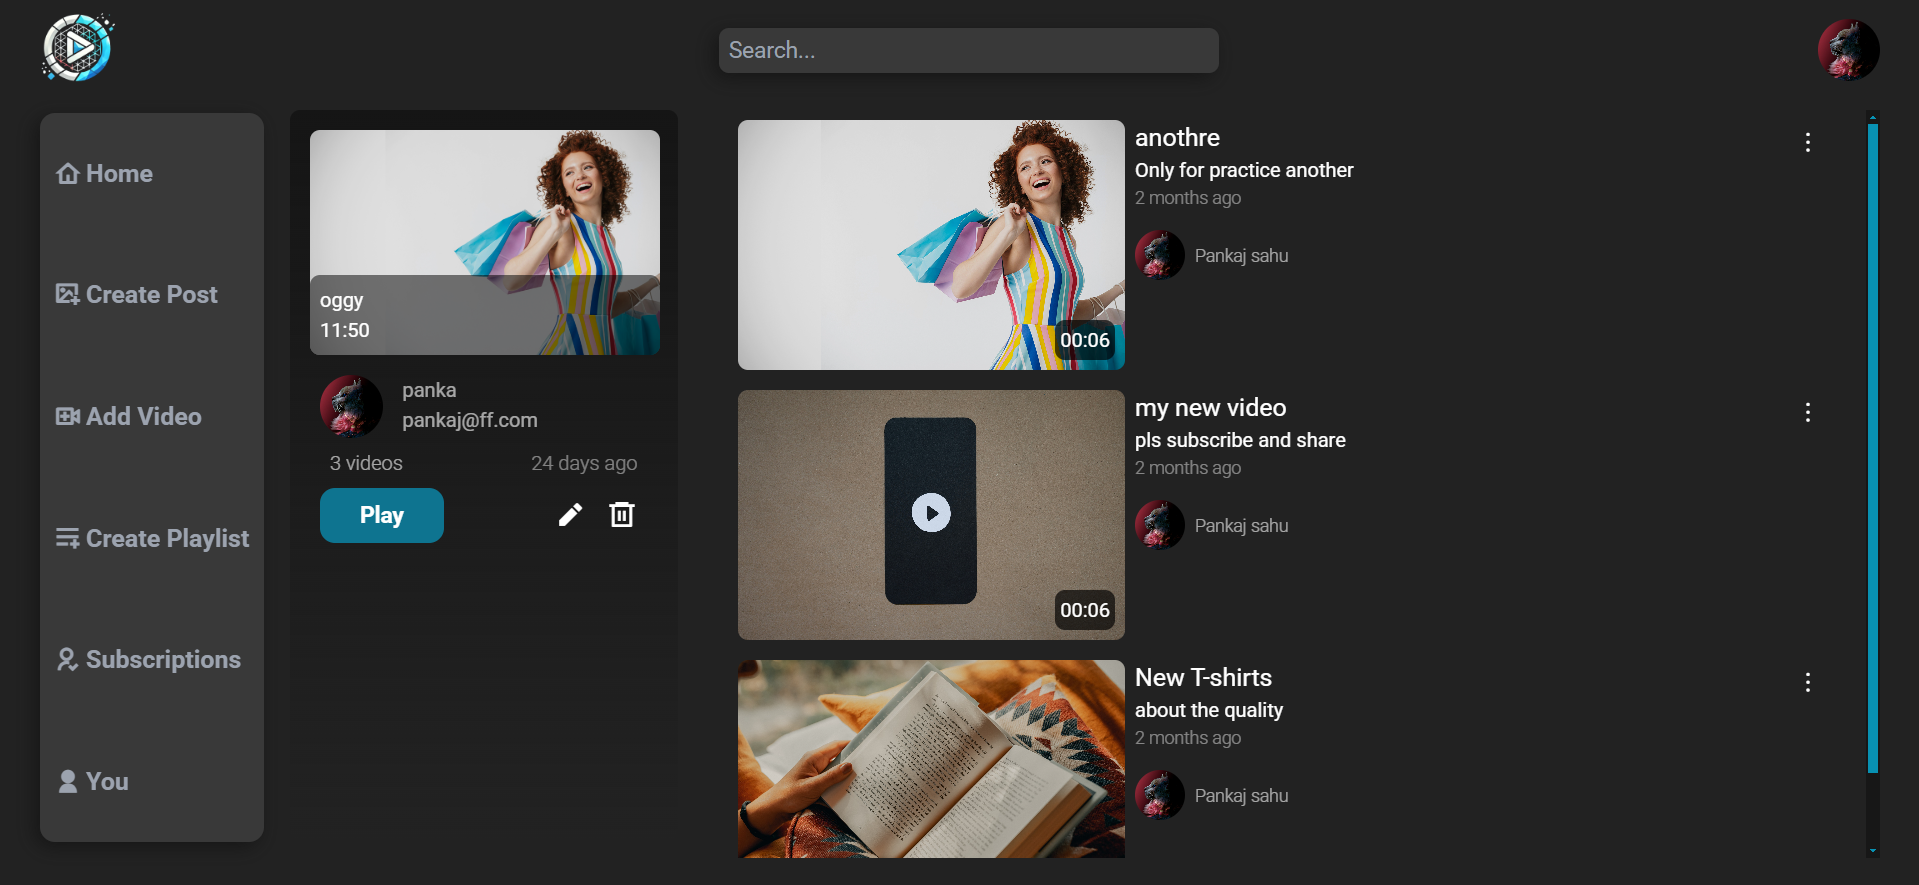 Search...
Home
Create Post
Add Video
Create Playlist
Subscriptions
You
oggy
11:50
panka
pankaj@ff.com
3 videos
24 days ago
Play
anothre
Only for practice another
2 months ago
Pankaj sahu
00:06
my new video
pls subscribe and share
2 months ago
Pankaj sahu
00:06
New T-shirts
about the quality
2 months ago
Pankaj sahu